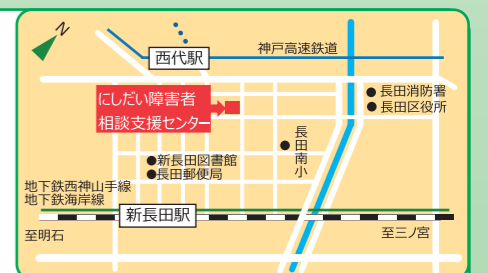 N
西代駅
神戸高速鉄道
にしだい障害者
相談支援センター
長田消防署
長田区役所
長田南小
新長田図書館
長田郵便局
地下鉄西神山手線
地下鉄海岸線
新長田駅
至明石
至三ノ宮